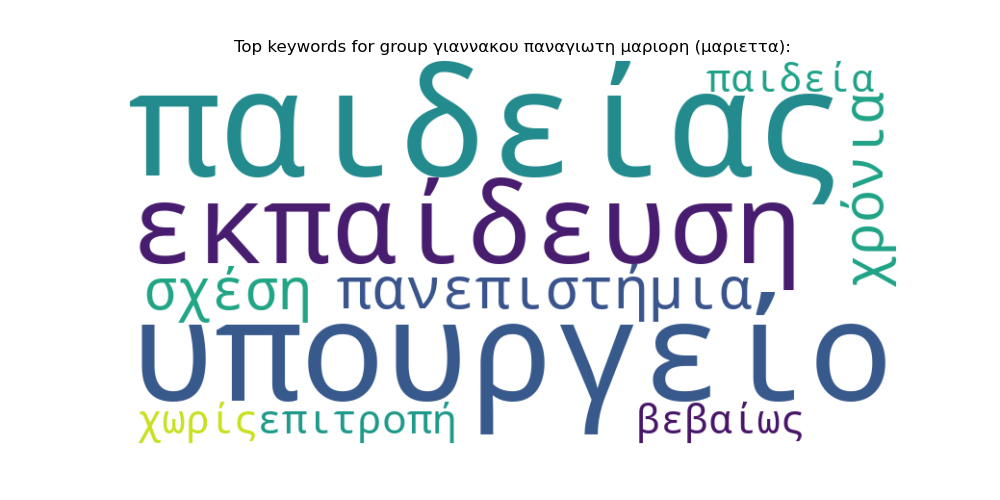 Top keywords for group γιαννακου παναγιωτη μαριορη (μαριεττα):
παιδεία
παιδείας
χρόνια
εκπαίδευση
σχέση πανεπιστήμια
υπουργείο
χωρίς επιτροπή βεβαίως